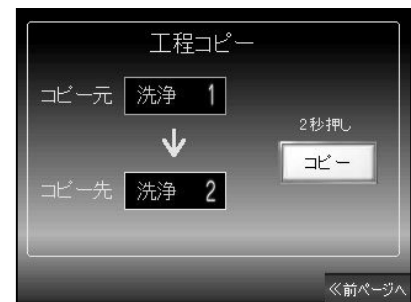 工程コピー
コピー元 洗浄 1
2秒押し
コピー
コピー先 洗浄 2
≪前ページへ